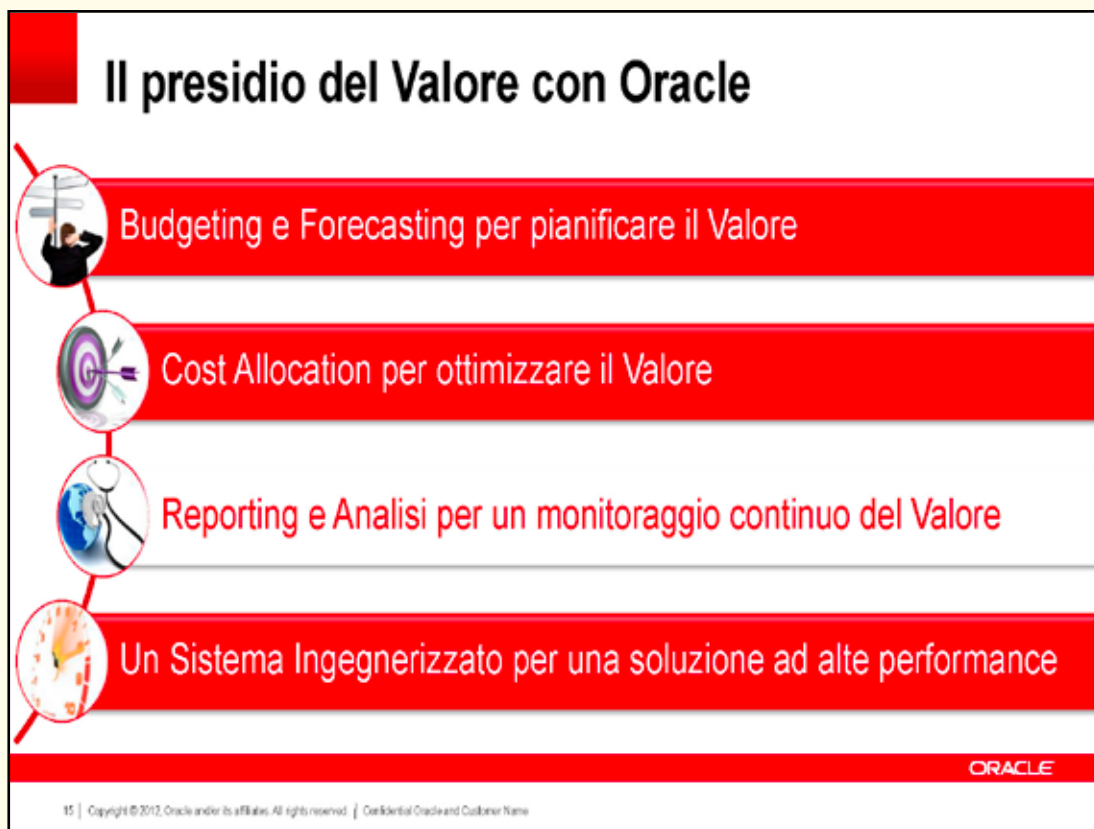 Il presidio del Valore con Oracle
Budgeting e Forecasting per pianificare il Valore
Cost Allocation per ottimizzare il Valore
Reporting e Analisi per un monitoraggio continuo del Valore
Un Sistema Ingegnerizzato per una soluzione ad alte performance
ORACLE
15 | Copyright © 2012, Oracle and/or its affiliates. All rights reserved. | Confidential Oracle and Customer Name